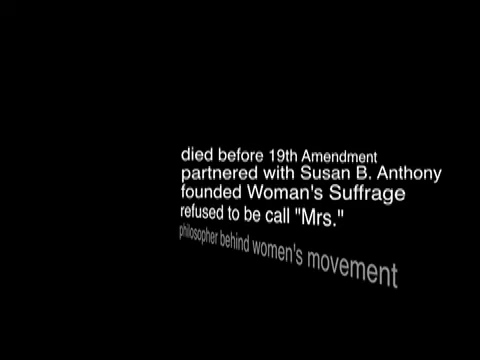 died before 19th Amendment
partnered with Susan B. Anthony
founded Woman's Suffrage
refused to be call "Mrs."
philosopher behind women's movement